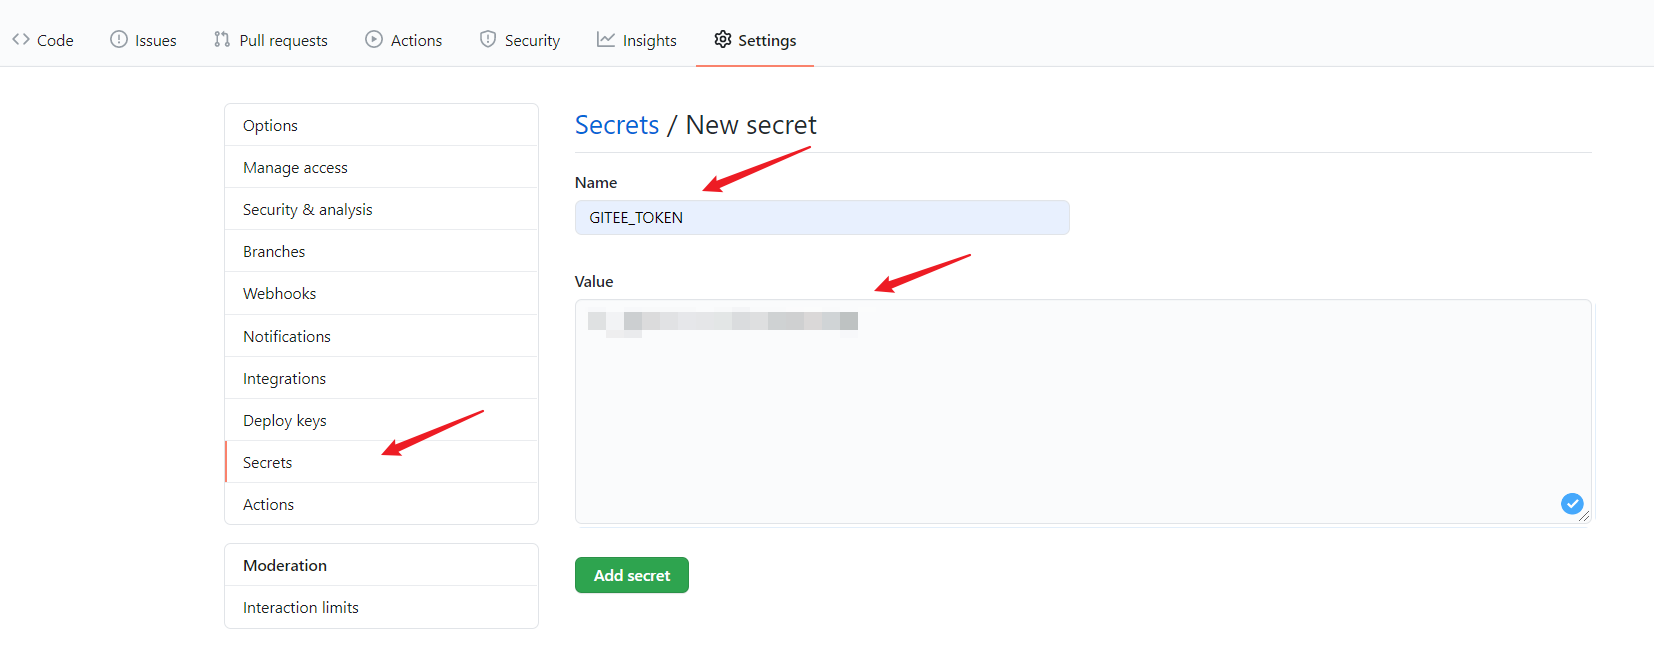 Code Issues Pull requests Actions Security Insights Settings
Options
Manage access
Security & analysis
Branches
Webhooks
Notifications
Integrations
Deploy keys
Secrets
Actions
Moderation
Interaction limits
Secrets / New secret
Name
GITEE_TOKEN
Value
Add secret